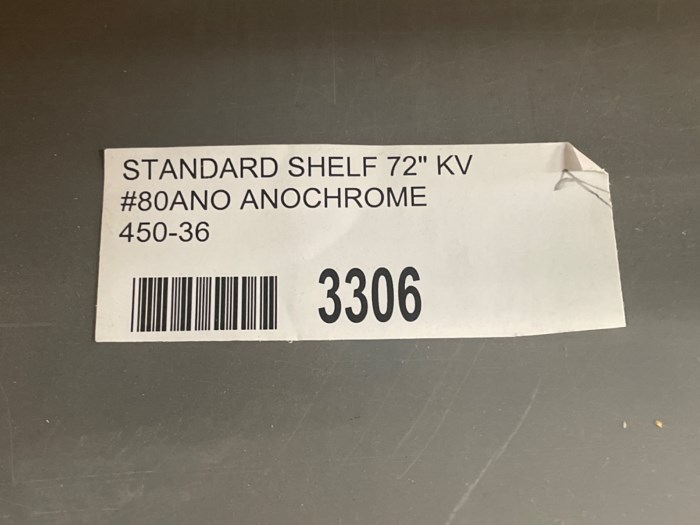 STANDARD SHELF 72" KV
#80ANO ANOCHROME
450-36
3306